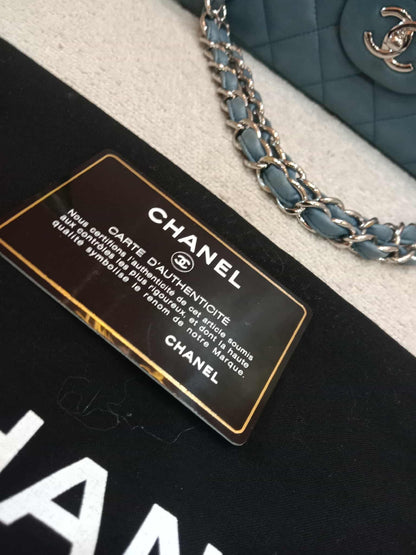 CHANEL
CARTE D'AUTHENTICITÉ
Nous certifions l'authenticité de cet article soumis
aux contrôles les plus rigoureux, et dont la haute
qualité symbolise le renom de notre Marque.
CHANEL
CHAN